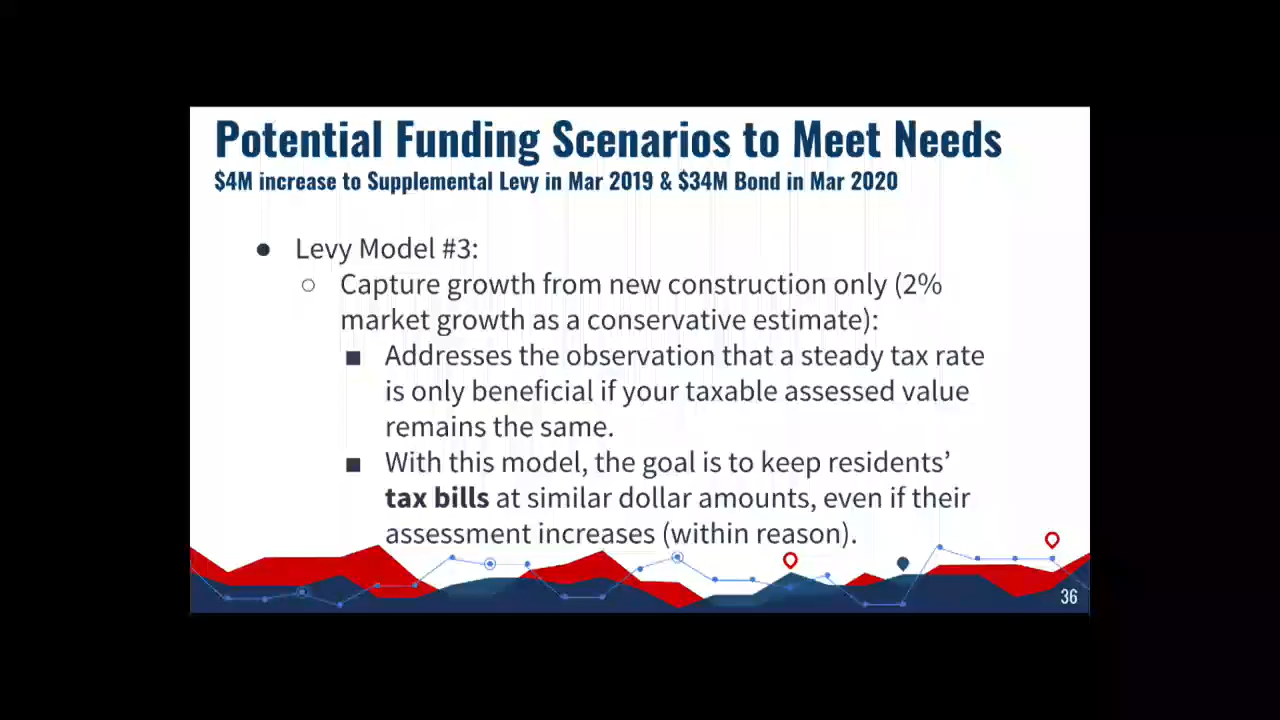 Potential Funding Scenarios to Meet Needs
$4M increase to Supplemental Levy in Mar 2019 & $34M Bond in Mar 2020
● Levy Model #3:
○ Capture growth from new construction only (2%
market growth as a conservative estimate):
■ Addresses the observation that a steady tax rate
is only beneficial if your taxable assessed value
remains the same.
■ With this model, the goal is to keep residents’
tax bills at similar dollar amounts, even if their
assessment increases (within reason).
36